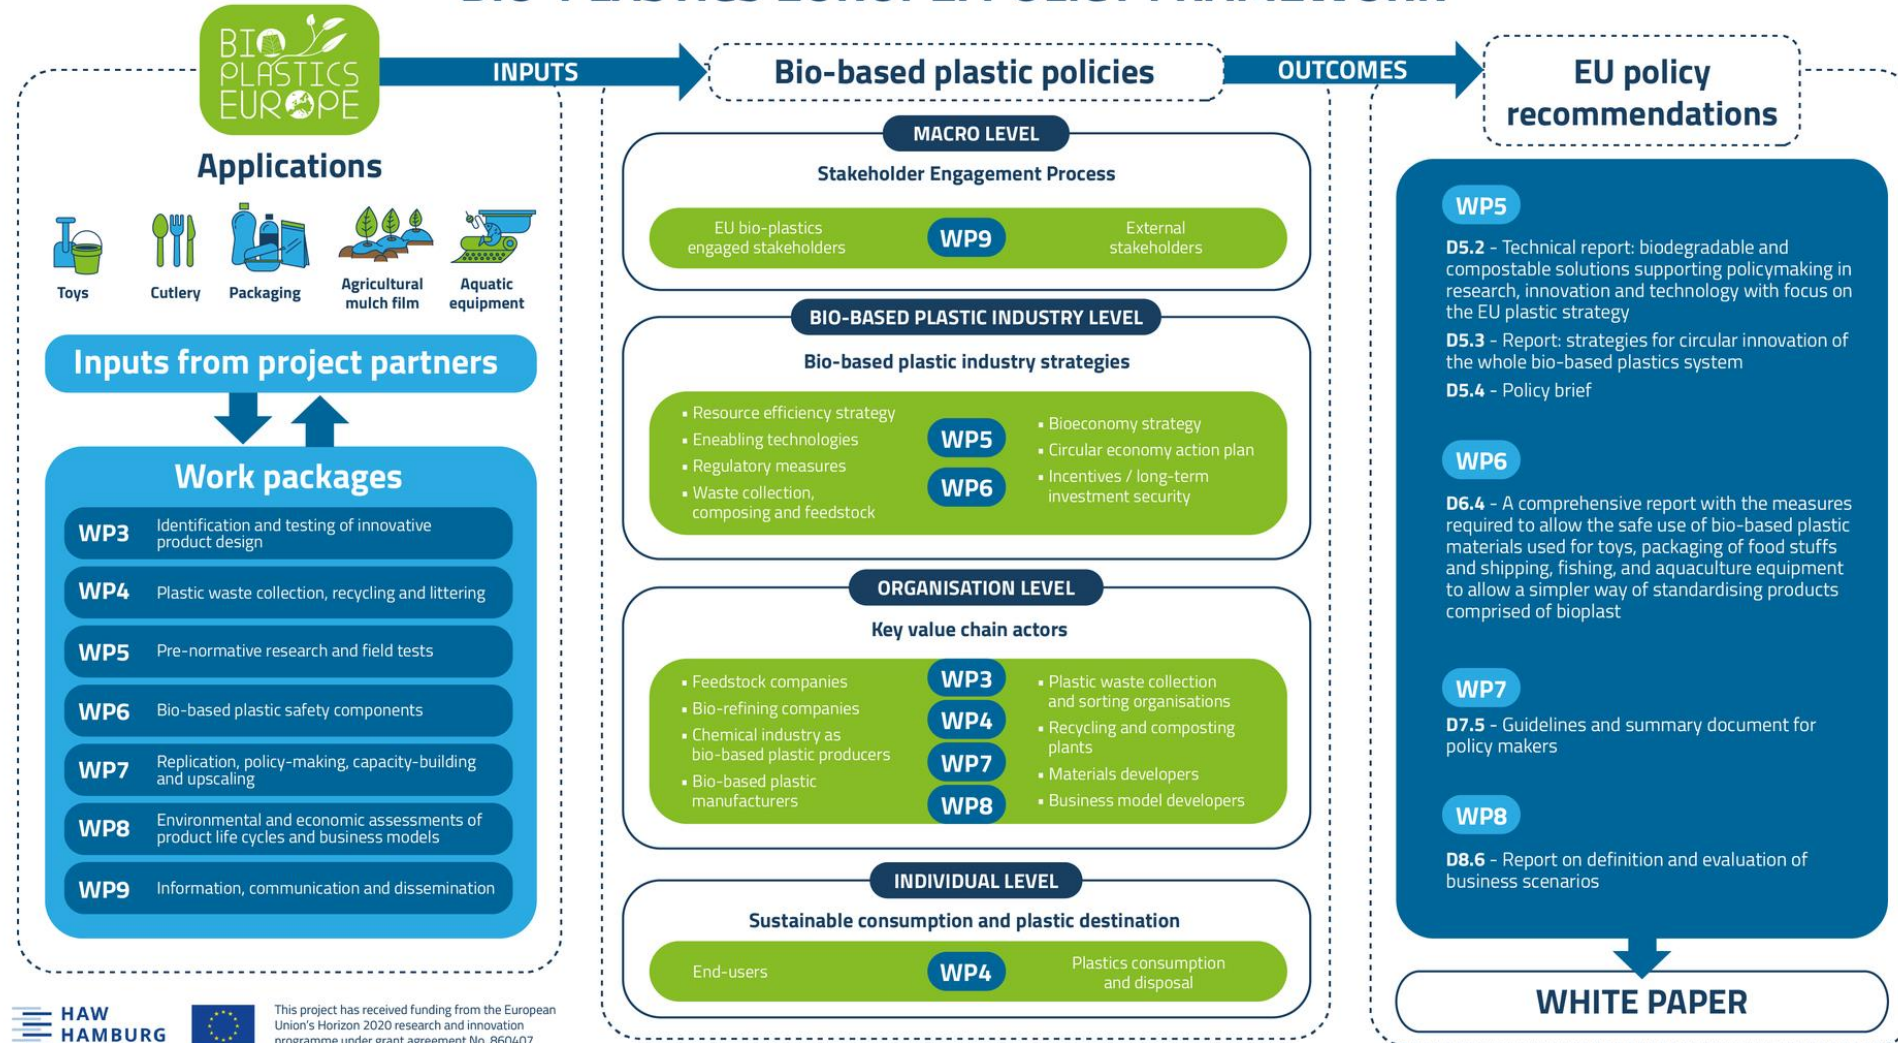 BIO-PLASTICS EUROPE POLICY FRAMEWORK
BIO
PLASTICS
EUROPE
INPUTS
Bio-based plastic policies
OUTCOMES
EU policy
recommendations
Applications
Toys
Cutlery
Packaging
Agricultural
mulch film
Aquatic
equipment
Inputs from project partners
Work packages
WP3
Identification and testing of innovative
product design
WP4
Plastic waste collection, recycling and littering
WP5
Pre-normative research and field tests
WP6
Bio-based plastic safety components
WP7
Replication, policy-making, capacity-building
and upscaling
WP8
Environmental and economic assessments of
product life cycles and business models
WP9
Information, communication and dissemination
HAW
HAMBURG
This project has received funding from the European
Union's Horizon 2020 research and innovation
programme under grant agreement No. 860407
MACRO LEVEL
Stakeholder Engagement Process
EU bio-plastics
engaged stakeholders
WP9
External
stakeholders
BIO-BASED PLASTIC INDUSTRY LEVEL
Bio-based plastic industry strategies
▪ Resource efficiency strategy
▪ Eneabling technologies
▪ Regulatory measures
▪ Waste collection,
composing and feedstock
WP5
WP6
▪ Bioeconomy strategy
▪ Circular economy action plan
▪ Incentives / long-term
investment security
ORGANISATION LEVEL
Key value chain actors
▪ Feedstock companies
▪ Bio-refining companies
▪ Chemical industry as
bio-based plastic producers
▪ Bio-based plastic
manufacturers
WP3
WP4
WP7
WP8
▪ Plastic waste collection
and sorting organisations
▪ Recycling and composting
plants
▪ Materials developers
▪ Business model developers
INDIVIDUAL LEVEL
Sustainable consumption and plastic destination
End-users
WP4
Plastics consumption
and disposal
WP5
D5.2 - Technical report: biodegradable and
compostable solutions supporting policymaking in
research, innovation and technology with focus on
the EU plastic strategy
D5.3 - Report: strategies for circular innovation of
the whole bio-based plastics system
D5.4 - Policy brief
WP6
D6.4 - A comprehensive report with the measures
required to allow the safe use of bio-based plastic
materials used for toys, packaging of food stuffs
and shipping, fishing, and aquaculture equipment
to allow a simpler way of standardising products
comprised of bioplast
WP7
D7.5 - Guidelines and summary document for
policy makers
WP8
D8.6 - Report on definition and evaluation of
business scenarios
WHITE PAPER